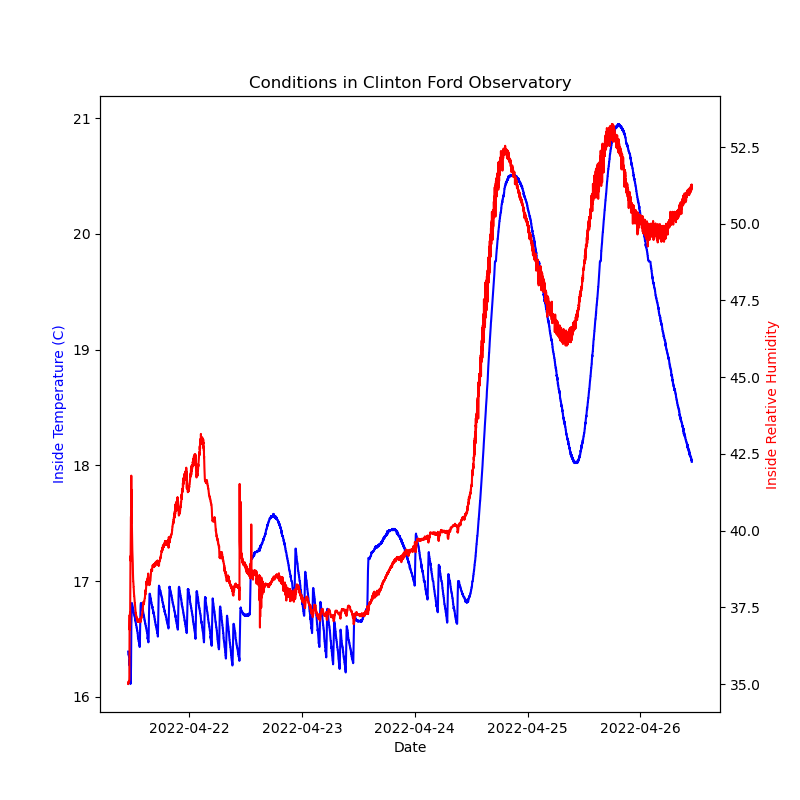 Conditions in Clinton Ford Observatory
Inside Temperature (C)
21
20
19
18
17
16
52.5
50.0
47.5
45.0
42.5
40.0
37.5
35.0
Inside Relative Humidity
2022-04-22 2022-04-23 2022-04-24 2022-04-25 2022-04-26
Date